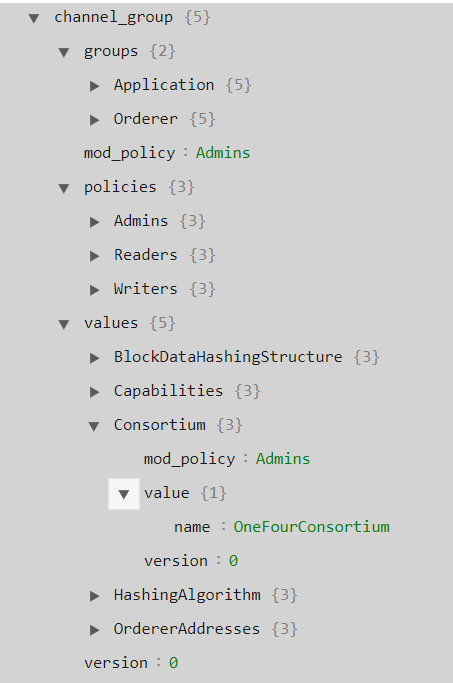 channel_group {5}
groups {2}
Application {5}
Orderer {5}
mod_policy : Admins
policies {3}
Admins {3}
Readers {3}
Writers {3}
values {5}
BlockDataHashingStructure {3}
Capabilities {3}
Consortium {3}
mod_policy : Admins
value {1}
name : OneFourConsortium
version : 0
HashingAlgorithm {3}
OrdererAddresses {3}
version : 0